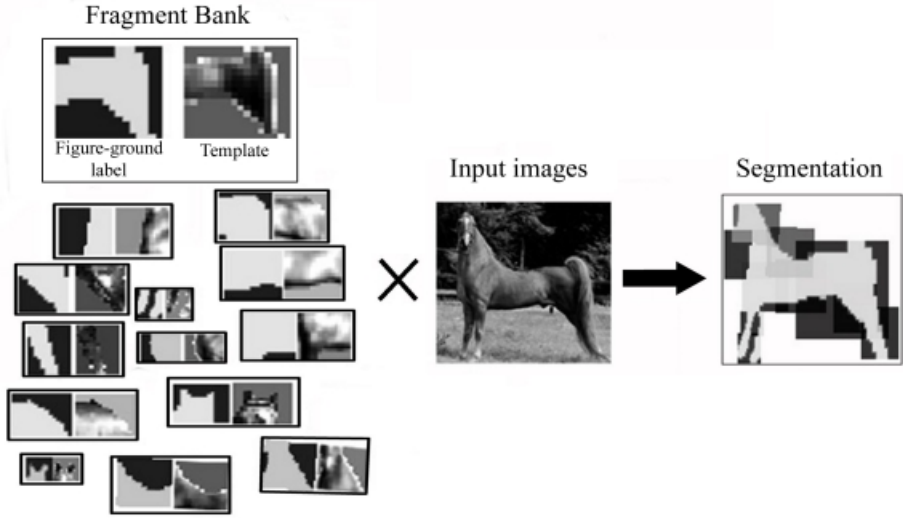 Fragment Bank
Figure-ground
label
Template
Input images
Segmentation